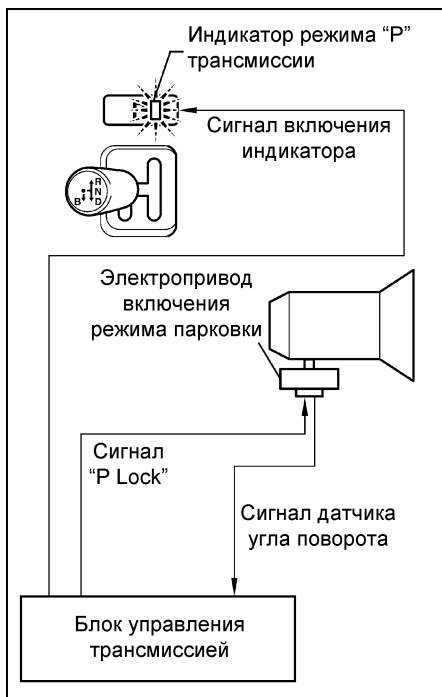 Индикатор режима “P”
трансмиссии
Сигнал включения
индикатора
R
N
B D
Электропривод
включения
режима парковки
Сигнал
“P Lock”
Сигнал датчика
угла поворота
Блок управления
трансмиссией